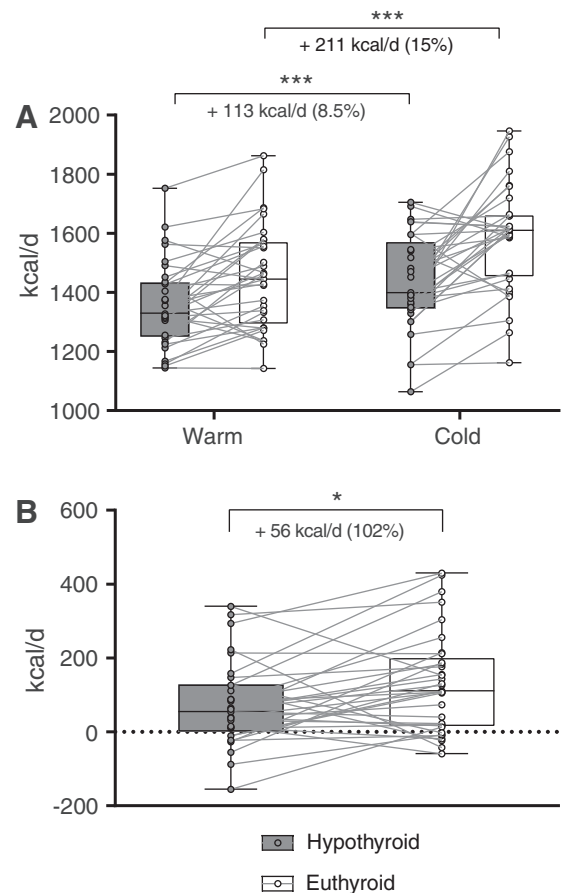 ***
+ 211 kcal/d (15%)
***
+ 113 kcal/d (8.5%)
A
2000
1800
1600
1400
1200
1000
kcal/d
Warm Cold
B
*
+ 56 kcal/d (102%)
600
400
200
0
-200
kcal/d
Hypothyroid
Euthyroid